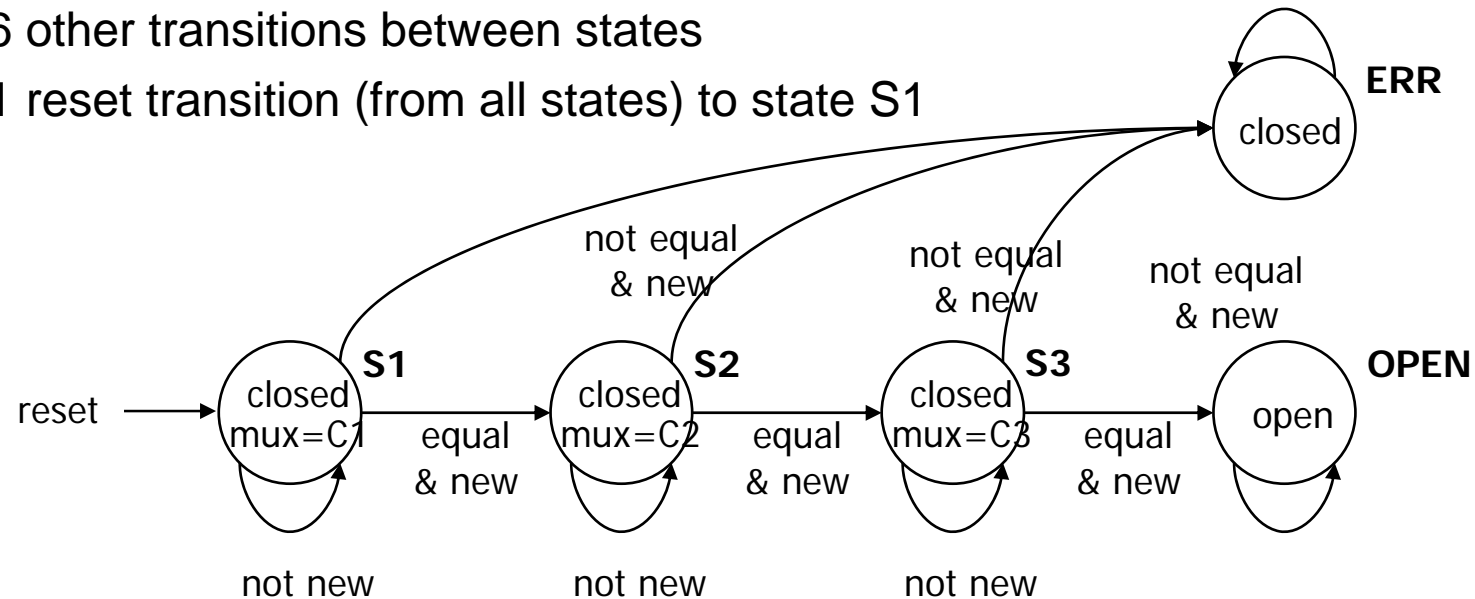 6 other transitions between states
1 reset transition (from all states) to state S1
ERR
closed
not equal
& new
not equal
& new
not equal
& new
S1
S2
S3
OPEN
reset
closed
mux=C1
equal
& new
closed
mux=C2
equal
& new
closed
mux=C3
equal
& new
open
not new
not new
not new